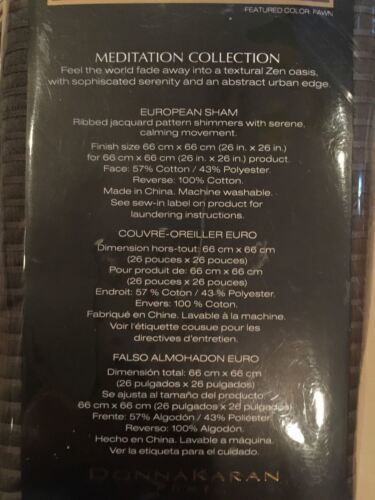 FEATURED COLOR: FAWN
MEDITATION COLLECTION
Feel the world fade away into a textural Zen oasis,
with sophiscated serenity and an abstract urban edge.
EUROPEAN SHAM
Ribbed jacquard pattern shimmers with serene,
calming movement.
Finish size 66 cm x 66 cm (26 in. x 26 in.)
for 66 cm x 66 cm (26 in. x 26 in.) product.
Face: 57% Cotton / 43% Polyester.
Reverse: 100% Cotton.
Made in China. Machine washable.
See sew-in label on product for
laundering instructions.
COUVRE-OREILLER EURO
Dimension hors-tout: 66 cm x 66 cm
(26 pouces x 26 pouces)
Pour produit de: 66 cm x 66 cm
(26 pouces x 26 pouces)
Endroit: 57 % Coton / 43 % Polyester.
Envers: 100 % Coton.
Fabriqué en Chine. Lavable à la machine.
Voir l'étiquette cousue pour les
directives d'entretien.
FALSO ALMOHADON EURO
Dimensión total: 66 cm x 66 cm
(26 pulgados x 26 pulgados)
Se ajusta al tamaño del producto:
66 cm x 66 cm (26 pulgados x 26 pulgados)
Frente: 57% Algodón / 43% Poliéster.
Reverso: 100% Algodón.
Hecho en China. Lavable a máquina.
Ver la etiqueta para el cuidado.
DONNAKARAN